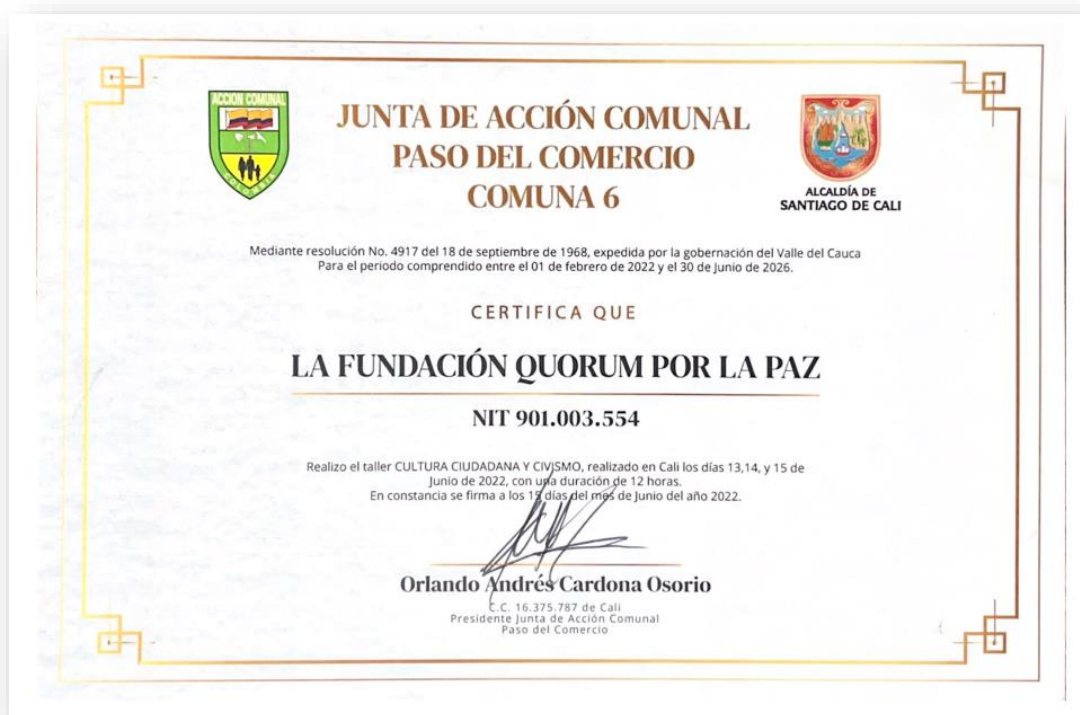 ACCION COMUNAL
COLOMBIA
JUNTA DE ACCIÓN COMUNAL
PASO DEL COMERCIO
COMUNA 6
ALCALDÍA DE
SANTIAGO DE CALI
Mediante resolución No. 4917 del 18 de septiembre de 1968, expedida por la gobernación del Valle del Cauca
Para el periodo comprendido entre el 01 de febrero de 2022 y el 30 de Junio de 2026.
CERTIFICA QUE
LA FUNDACIÓN QUORUM POR LA PAZ
NIT 901.003.554
Realizo el taller CULTURA CIUDADANA Y CIVISMO, realizado en Cali los días 13,14, y 15 de
Junio de 2022, con una duración de 12 horas.
En constancia se firma a los 15 días del mes de Junio del año 2022.
Orlando Andrés Cardona Osorio
C.C. 16.375.787 de Cali
Presidente Junta de Acción Comunal
Paso del Comercio